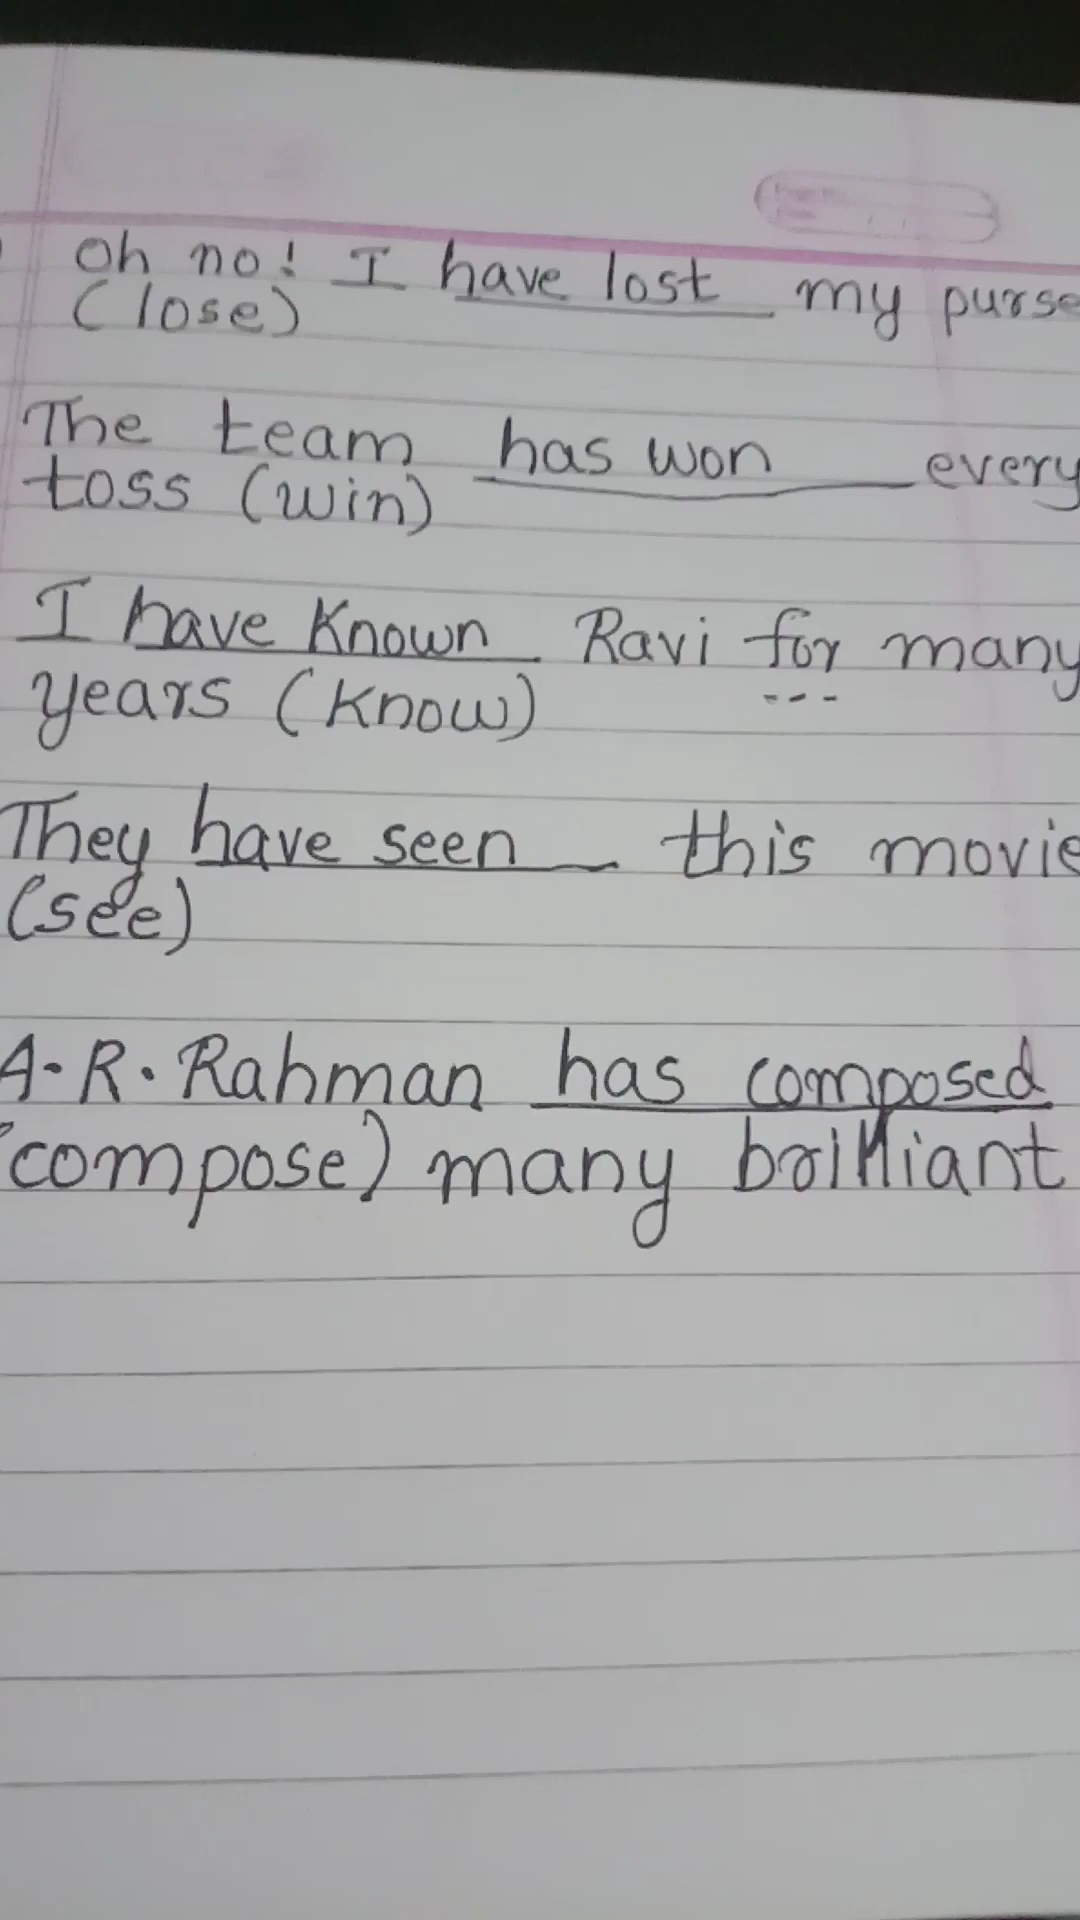 Oh no! I have lost my purse
(lose)
The team has won every
toss (win)
I have known Ravi for many
years (know)
They have seen this movie
(see)
A.R. Rahman has composed
(compose) many brilliant